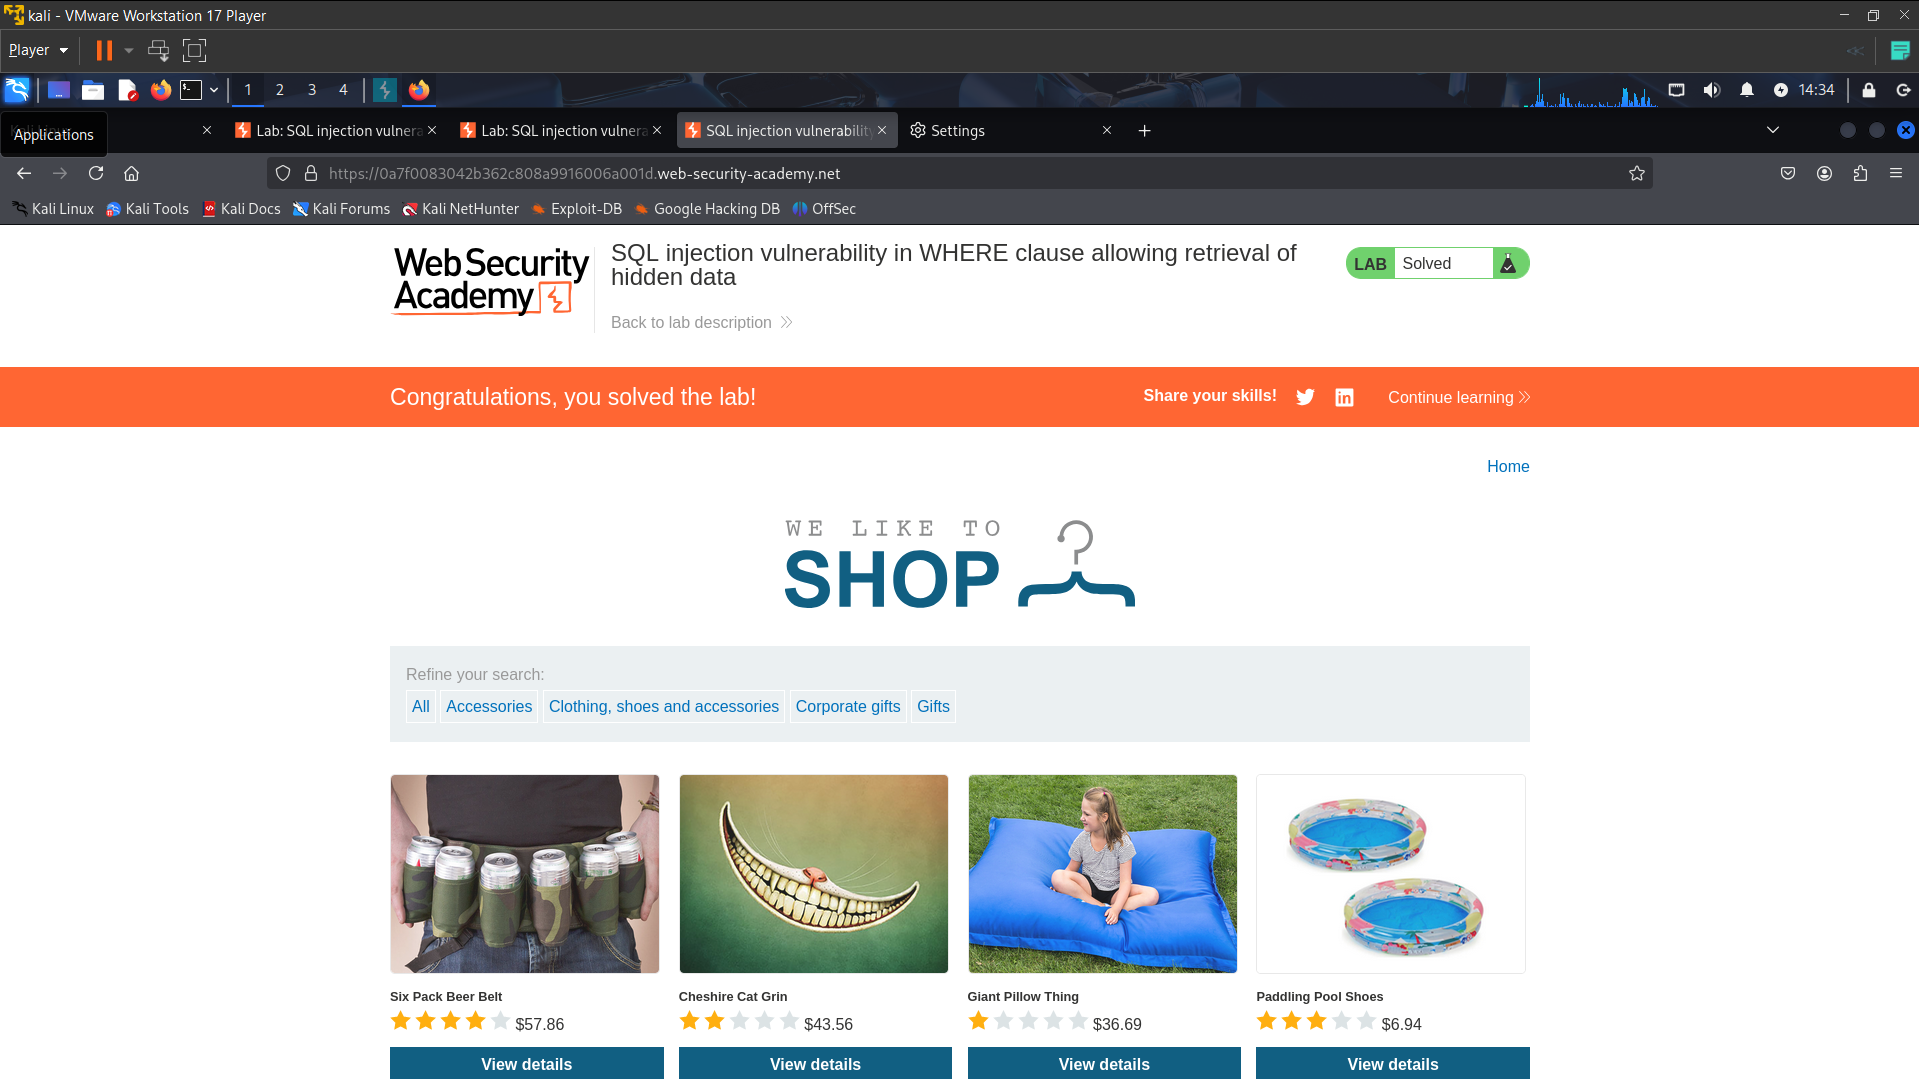 kali - VMware Workstation 17 Player
Player
1 2 3 4 14:34
Applications
Lab: SQL injection vulnera
Lab: SQL injection vulnera
SQL injection vulnerability
Settings
https://0a7f0083042b362c808a9916006a001d.web-security-academy.net
Kali Linux Kali Tools Kali Docs Kali Forums Kali NetHunter Exploit-DB Google Hacking DB OffSec
WebSecurity
Academy
SQL injection vulnerability in WHERE clause allowing retrieval of
hidden data
Back to lab description
LAB Solved
Congratulations, you solved the lab!
Share your skills!
Continue learning
Home
WE LIKE TO
SHOP
Refine your search:
All Accessories Clothing, shoes and accessories Corporate gifts Gifts
Six Pack Beer Belt
$57.86
View details
Cheshire Cat Grin
$43.56
View details
Giant Pillow Thing
$36.69
View details
Paddling Pool Shoes
$6.94
View details